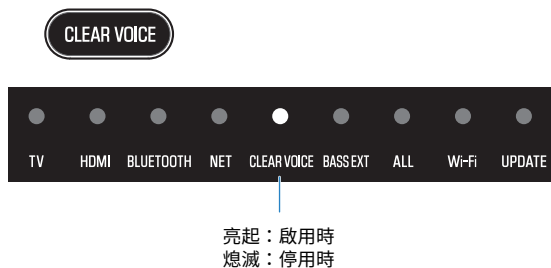 CLEAR VOICE
TV HDMI BLUETOOTH NET CLEAR VOICE BASS EXT ALL Wi-Fi UPDATE
亮起：啟用時
熄滅：停用時